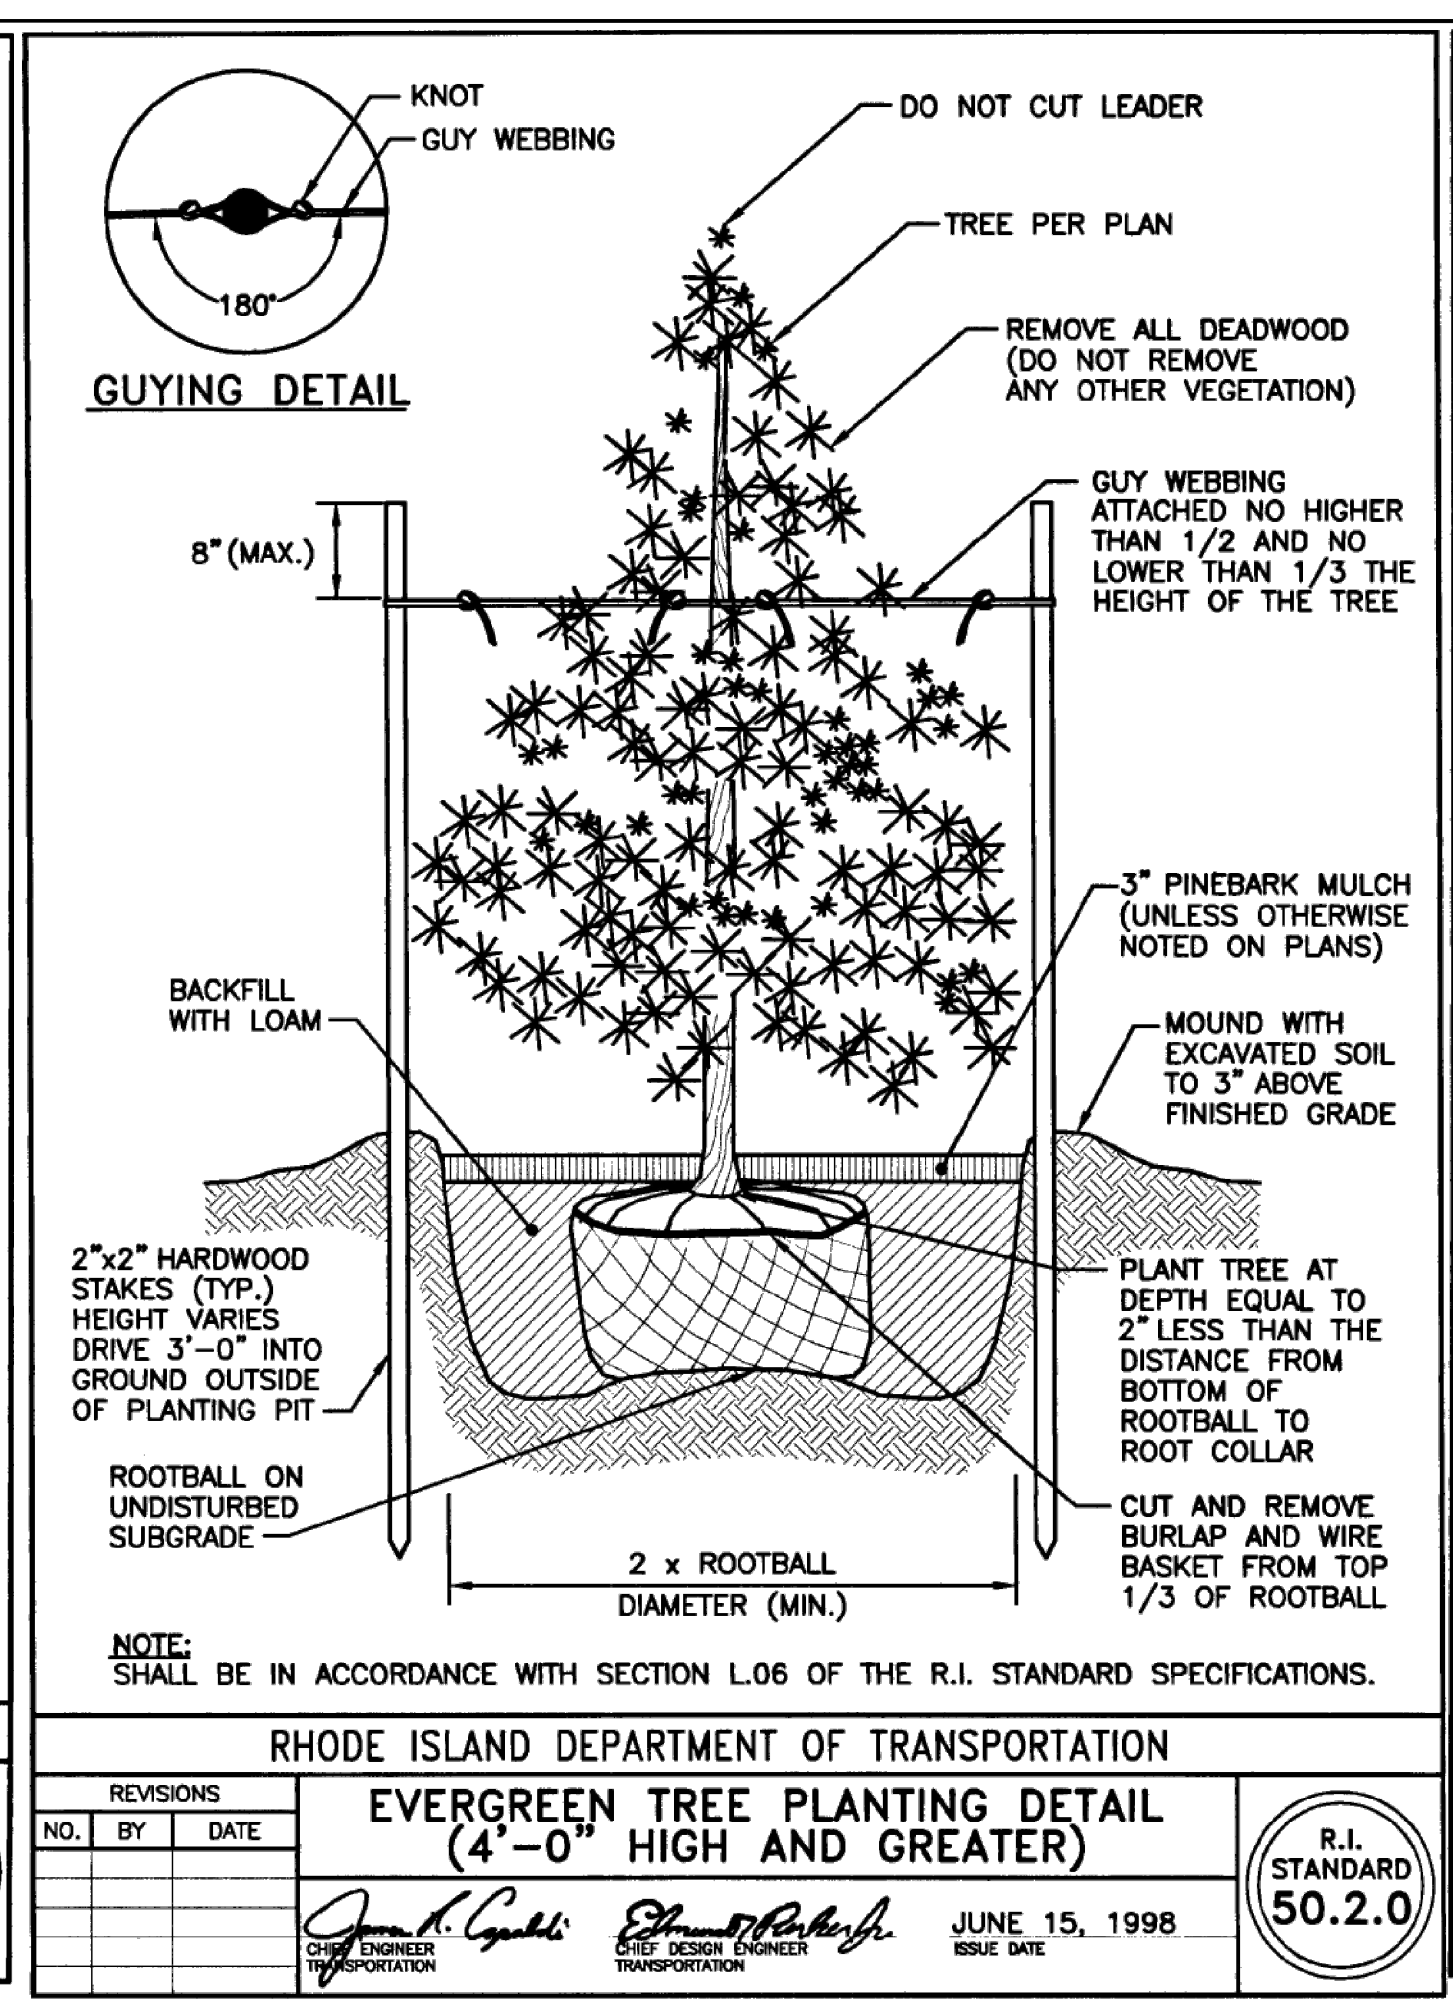 KNOT
GUY WEBBING
180°
GUYING DETAIL
DO NOT CUT LEADER
TREE PER PLAN
REMOVE ALL DEADWOOD
(DO NOT REMOVE
ANY OTHER VEGETATION)
GUY WEBBING
ATTACHED NO HIGHER
THAN 1/2 AND NO
LOWER THAN 1/3 THE
HEIGHT OF THE TREE
8" (MAX.)
3" PINEBARK MULCH
(UNLESS OTHERWISE
NOTED ON PLANS)
BACKFILL
WITH LOAM
MOUND WITH
EXCAVATED SOIL
TO 3" ABOVE
FINISHED GRADE
2"x2" HARDWOOD
STAKES (TYP.)
HEIGHT VARIES
DRIVE 3'-0" INTO
GROUND OUTSIDE
OF PLANTING PIT
PLANT TREE AT
DEPTH EQUAL TO
2" LESS THAN THE
DISTANCE FROM
BOTTOM OF
ROOTBALL TO
ROOT COLLAR
ROOTBALL ON
UNDISTURBED
SUBGRADE
CUT AND REMOVE
BURLAP AND WIRE
BASKET FROM TOP
1/3 OF ROOTBALL
2 x ROOTBALL
DIAMETER (MIN.)
NOTE:
SHALL BE IN ACCORDANCE WITH SECTION L.06 OF THE R.I. STANDARD SPECIFICATIONS.
RHODE ISLAND DEPARTMENT OF TRANSPORTATION
REVISIONS
NO. BY DATE
EVERGREEN TREE PLANTING DETAIL
(4'-0" HIGH AND GREATER)
CHIEF ENGINEER
TRANSPORTATION
CHIEF DESIGN ENGINEER
TRANSPORTATION
JUNE 15, 1998
ISSUE DATE
R.I.
STANDARD
50.2.0